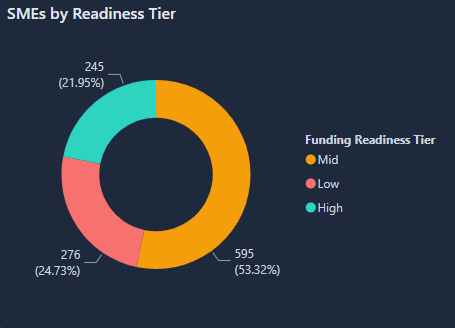 SMEs by Readiness Tier
245
(21.95%)
Funding Readiness Tier
Mid
Low
High
276
(24.73%)
595
(53.32%)